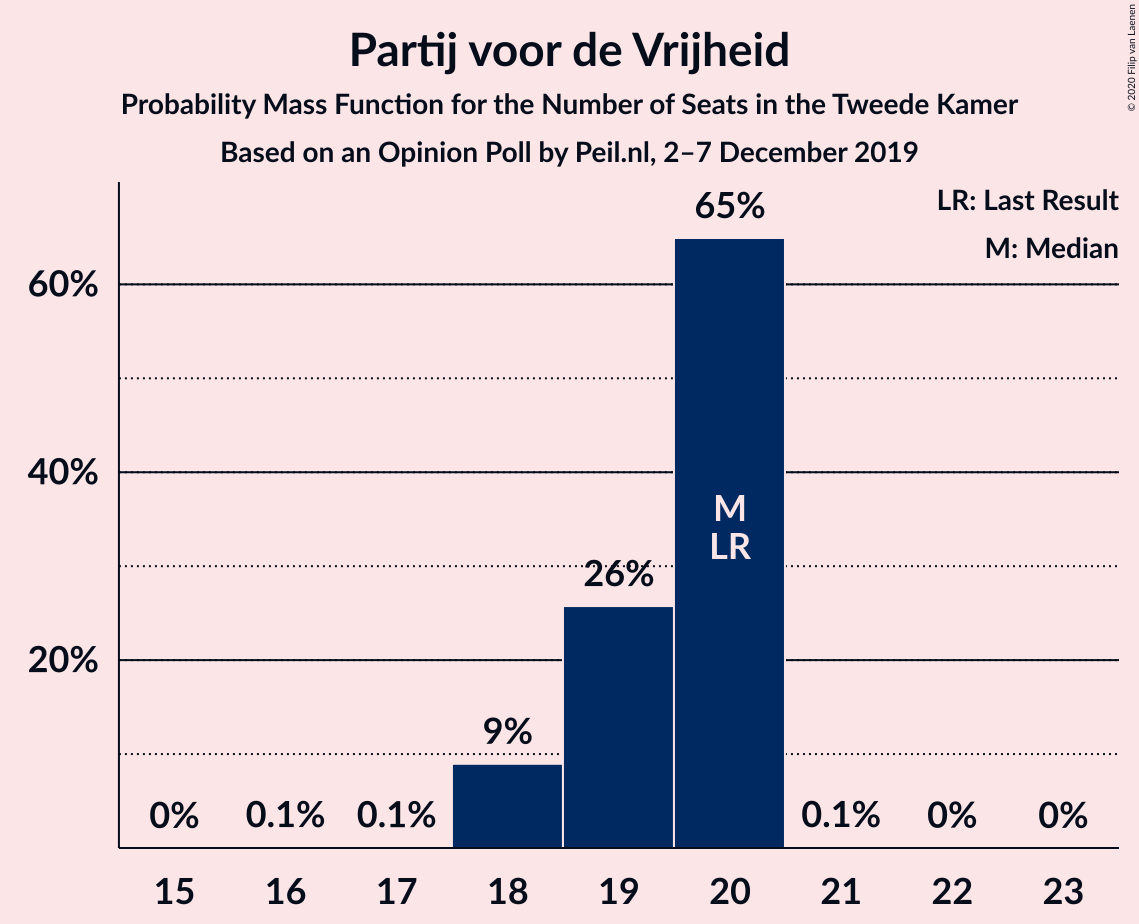 Partij voor de Vrijheid
Probability Mass Function for the Number of Seats in the Tweede Kamer
Based on an Opinion Poll by Peil.nl, 2–7 December 2019
© 2020 Filip van Laenen
LR: Last Result
M: Median
60%
40%
20%
0%
0.1%
0.1%
9%
26%
65%
M
LR
0.1%
0%
0%
15 16 17 18 19 20 21 22 23